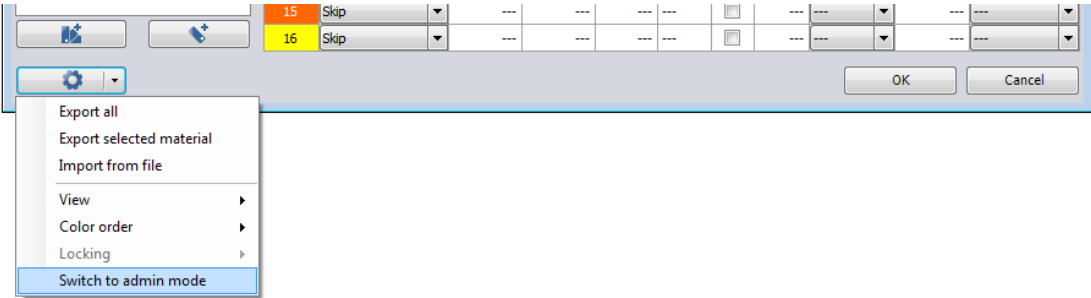 15 Skip --- --- --- --- --- --- --- ---
16 Skip --- --- --- --- --- --- --- ---
OK Cancel
Export all
Export selected material
Import from file
View
Color order
Locking
Switch to admin mode